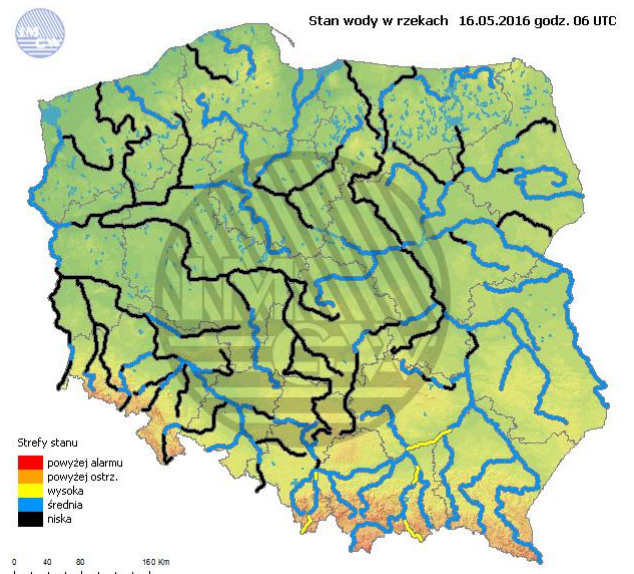 Stan wody w rzekach 16.05.2016 godz. 06 UTC
Strefy stanu
powyżej alarmu
powyżej ostrz.
wysoka
średnia
niska
0 40 80 160 Km